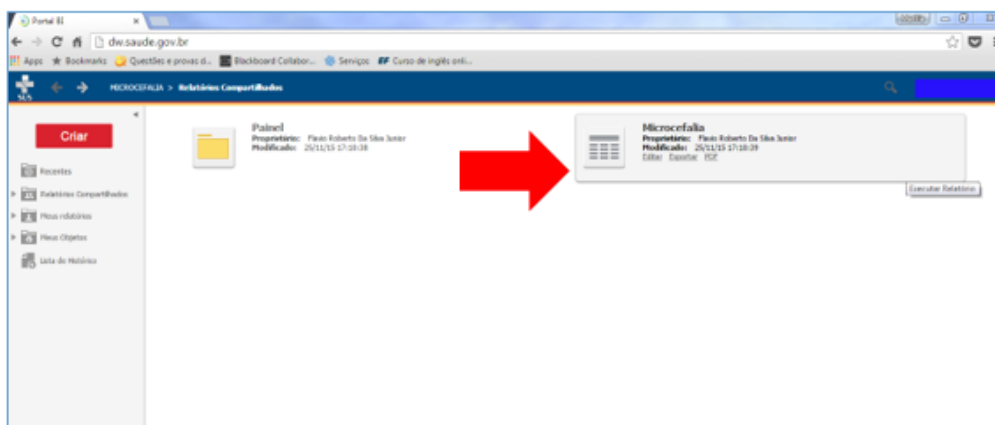 Portal BI
dw.saude.gov.br
Apps Bookmarks Questões e provas d... Blackboard Collabor... Serviços EF Curso de inglês onli...
SUS
MICROCEFALIA > Relatórios Compartilhados
Criar
Recentes
Relatórios Compartilhados
Meus relatórios
Meus Objetos
Lista de Histórico
Painel
Proprietário: Flavio Roberto Da Silva Junior
Modificado: 25/11/15 17:18:38
Microcefalia
Proprietário: Flavio Roberto Da Silva Junior
Modificado: 25/11/15 17:18:39
Editar Exportar PDF
Executar Relatório